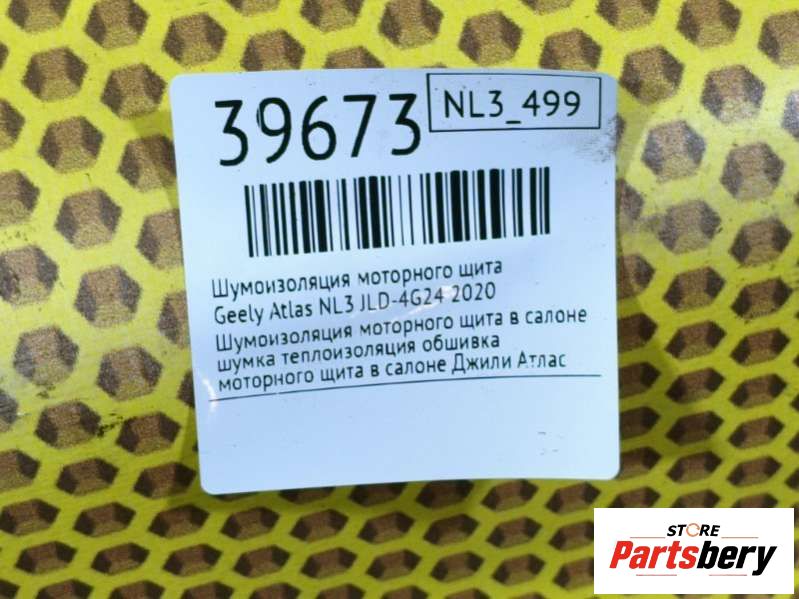 39673
NL3_499
Шумоизоляция моторного щита
Geely Atlas NL3 JLD-4G24 2020
Шумоизоляция моторного щита в салоне
шумка теплоизоляция обшивка
моторного щита в салоне Джили Атлас
STORE
Partsbery